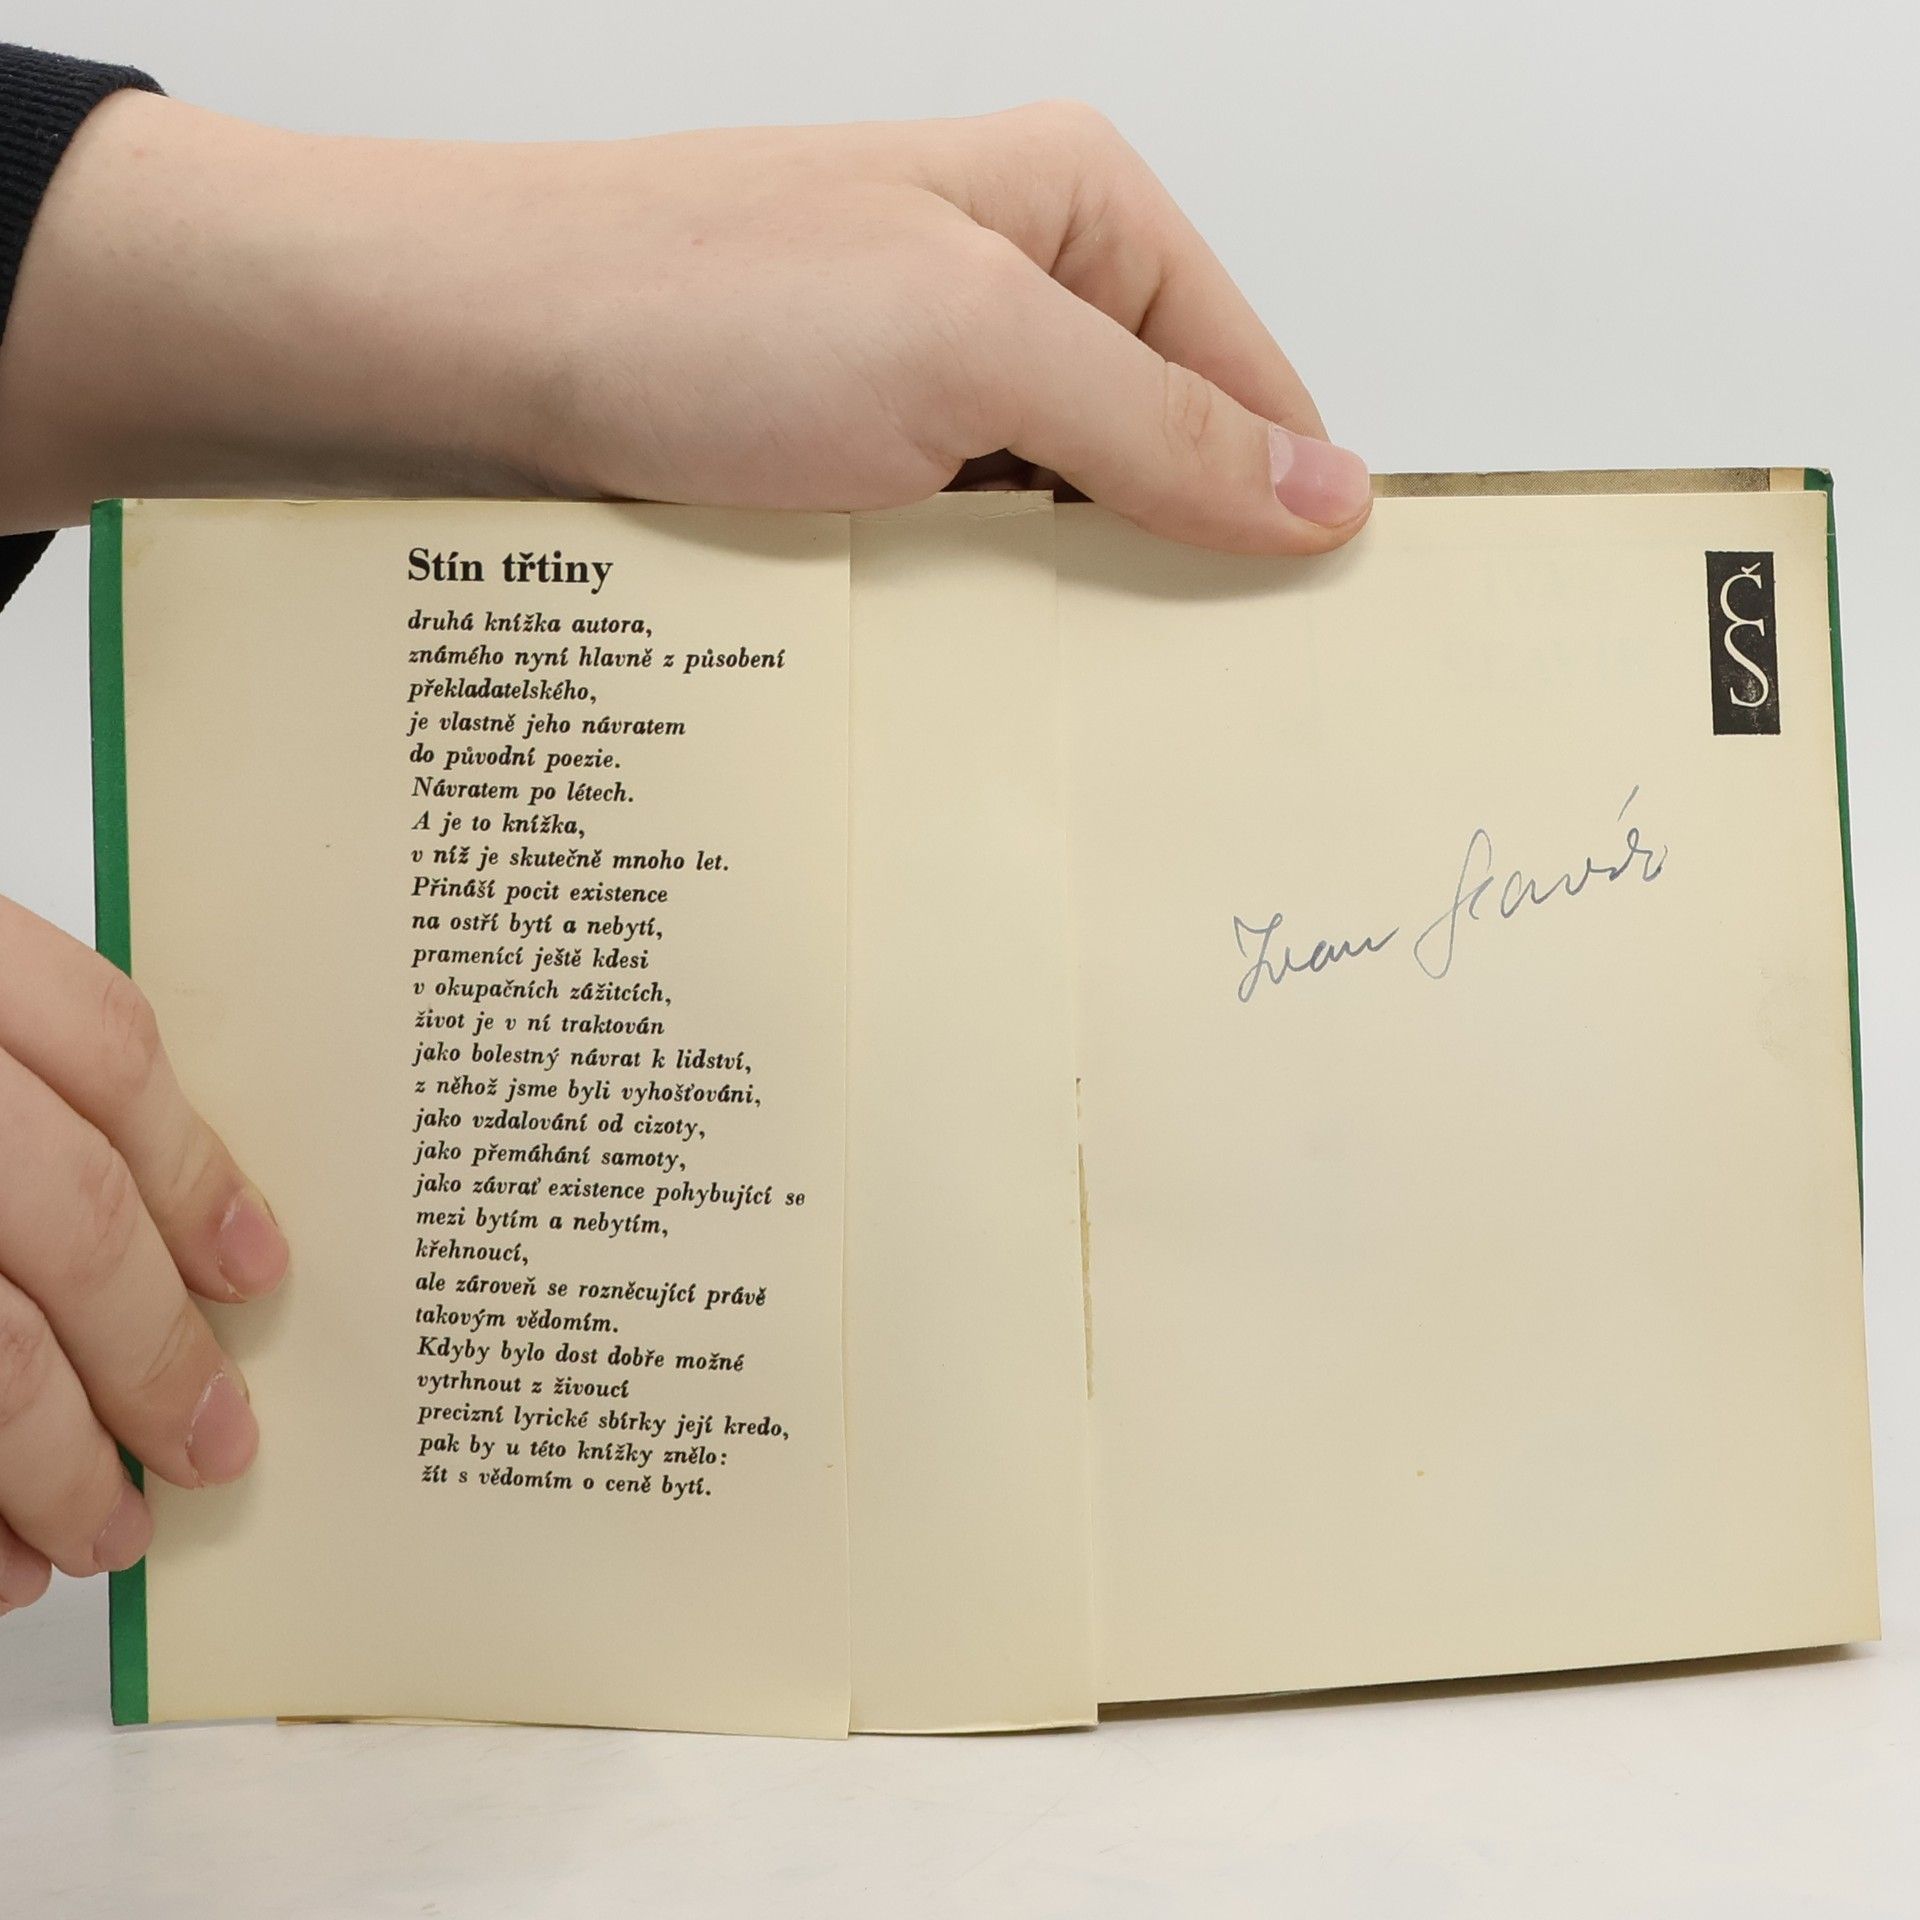 Stín třtiny
druhá knížka autora,
známého nyní hlavně z působení
překladatelského,
je vlastně jeho návratem
do původní poezie.
Návratem po létech.
A je to knížka,
v níž je skutečně mnoho let.
Přináší pocit existence
na ostří bytí a nebytí,
pramenící ještě kdesi
v okupačních zážitcích,
život je v ní traktován
jako bolestný návrat k lidství,
z něhož jsme byli vyhošťováni,
jako vzdalování od cizoty,
jako přemáhání samoty,
jako závrať existence pohybující se
mezi bytím a nebytím,
křehnoucí,
ale zároveň se rozněcující právě
takovým vědomím.
Kdyby bylo dost dobře možné
vytrhnout z živoucí
precizní lyrické sbírky její kredo,
pak by u této knížky znělo:
žít s vědomím o ceně bytí.
ČS
Ivan